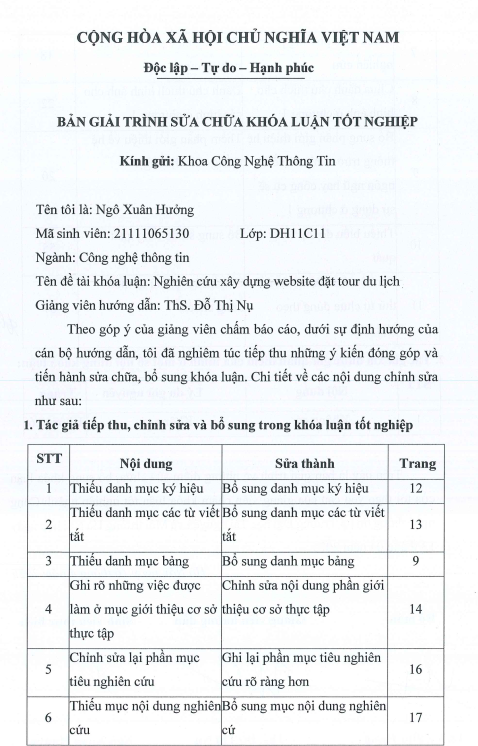 CỘNG HÒA XÃ HỘI CHỦ NGHĨA VIỆT NAM
Độc lập – Tự do – Hạnh phúc
BẢN GIẢI TRÌNH SỬA CHỮA KHÓA LUẬN TỐT NGHIỆP
Kính gửi: Khoa Công Nghệ Thông Tin
Tên tôi là: Ngô Xuân Hưởng
Mã sinh viên: 21111065130 Lớp: DH11C11
Ngành: Công nghệ thông tin
Tên đề tài khóa luận: Nghiên cứu xây dựng website đặt tour du lịch
Giảng viên hướng dẫn: ThS. Đỗ Thị Nụ
Theo góp ý của giảng viên chấm báo cáo, dưới sự định hướng của
cán bộ hướng dẫn, tôi đã nghiêm túc tiếp thu những ý kiến đóng góp và
tiến hành sửa chữa, bổ sung khóa luận. Chi tiết về các nội dung chỉnh sửa
như sau:
1. Tác giả tiếp thu, chỉnh sửa và bổ sung trong khóa luận tốt nghiệp
STT Nội dung Sửa thành Trang
1 Thiếu danh mục ký hiệu Bổ sung danh mục ký hiệu 12
2 Thiếu danh mục các từ viết tắt Bổ sung danh mục các từ viết tắt 13
3 Thiếu danh mục bảng Bổ sung danh mục bảng 9
4 Ghi rõ những việc được làm ở mục giới thiệu cơ sở thực tập Chỉnh sửa nội dung phần giới thiệu cơ sở thực tập 14
5 Chỉnh sửa lại phần mục tiêu nghiên cứu Ghi lại phần mục tiêu nghiên cứu rõ ràng hơn 16
6 Thiếu mục nội dung nghiên cứu Bổ sung mục nội dung nghiên cứ 17